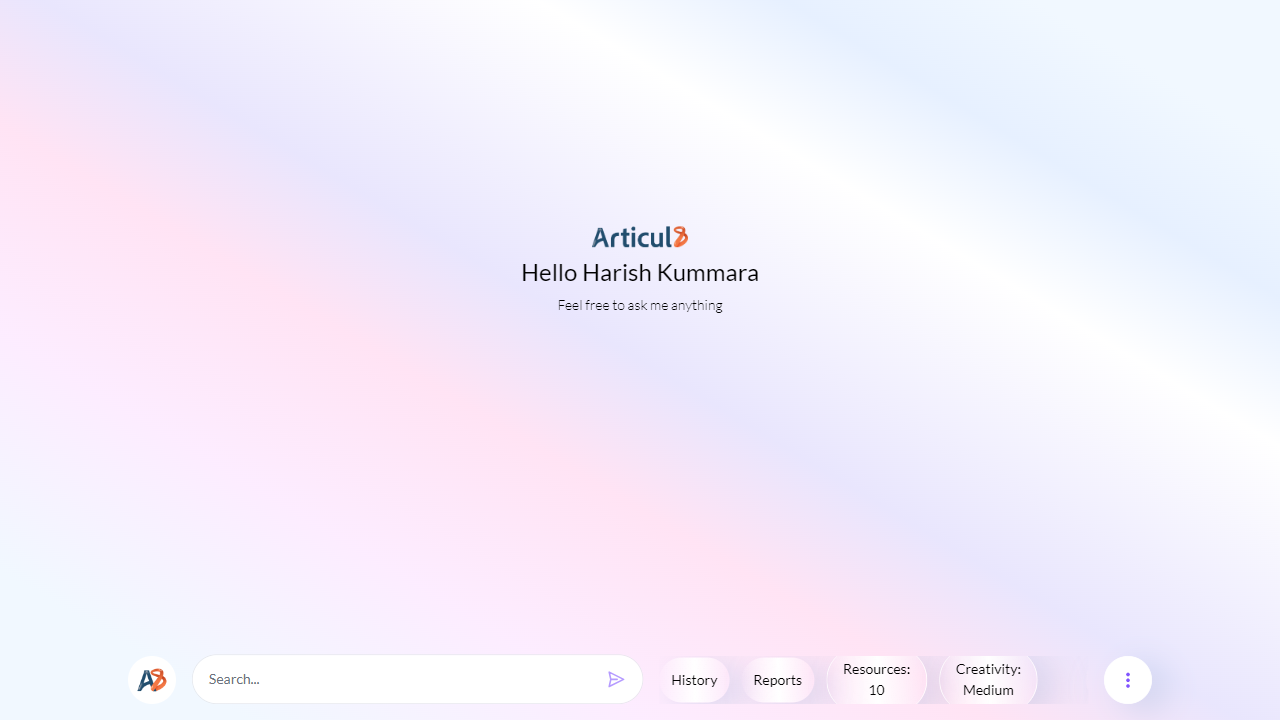 Articul8
Hello Harish Kummara
Feel free to ask me anything
A8
Search...
History
Reports
Resources:
10
Creativity:
Medium